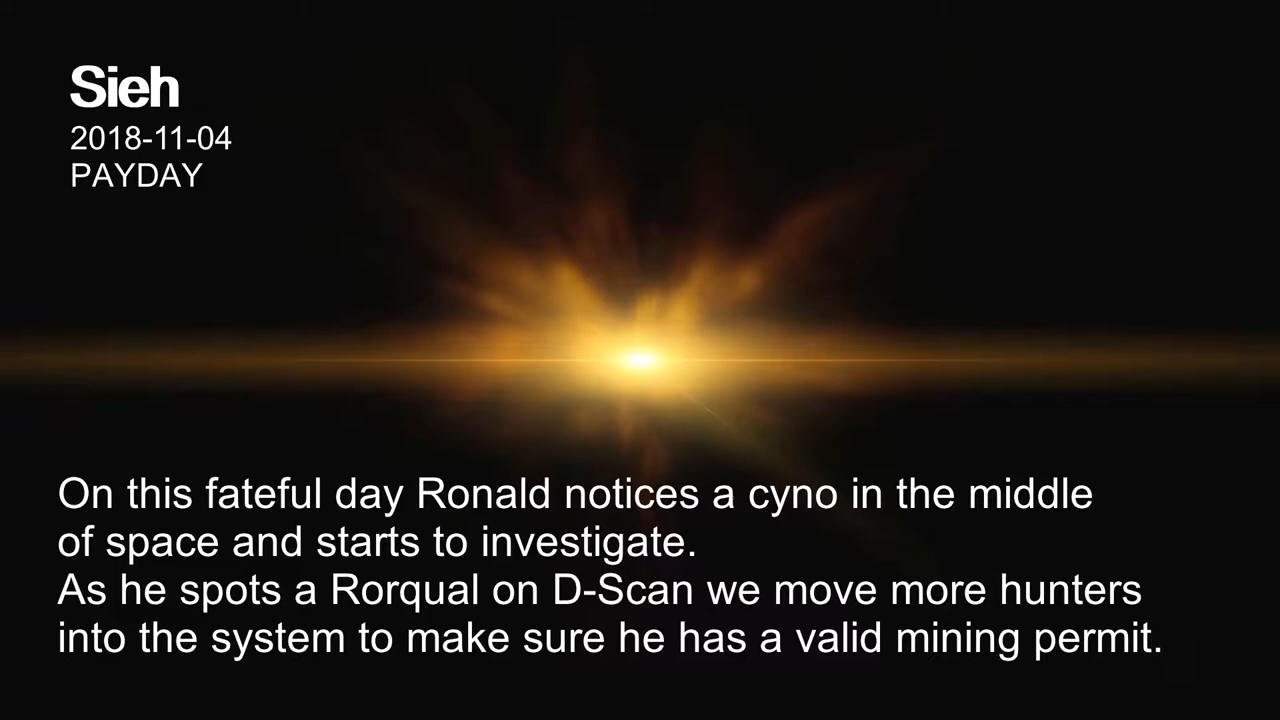 Sieh
2018-11-04
PAYDAY
On this fateful day Ronald notices a cyno in the middle
of space and starts to investigate.
As he spots a Rorqual on D-Scan we move more hunters
into the system to make sure he has a valid mining permit.